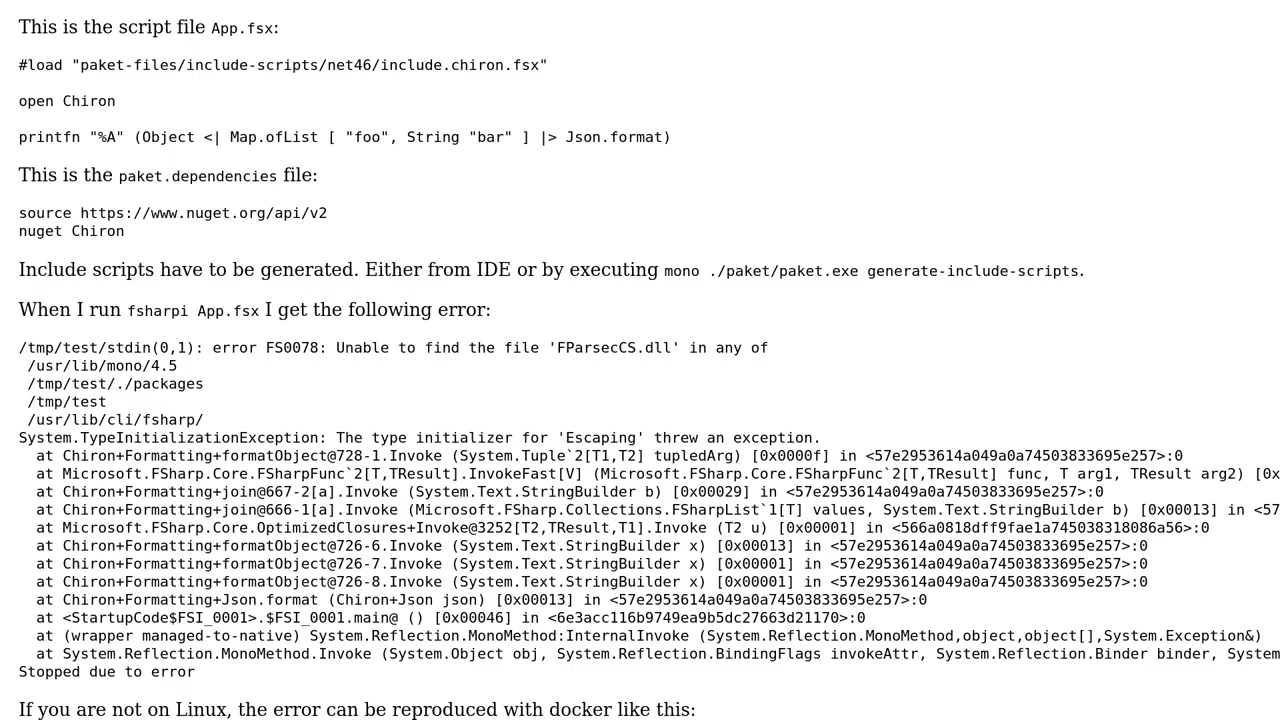 This is the script file App.fsx:
#load "paket-files/include-scripts/net46/include.chiron.fsx"
open Chiron
printfn "%A" (Object <| Map.ofList [ "foo", String "bar" ] |> Json.format)
This is the paket.dependencies file:
source https://www.nuget.org/api/v2
nuget Chiron
Include scripts have to be generated. Either from IDE or by executing mono ./paket/paket.exe generate-include-scripts.
When I run fsharpi App.fsx I get the following error:
/tmp/test/stdin(0,1): error FS0078: Unable to find the file 'FParsecCS.dll' in any of
 /usr/lib/mono/4.5
 /tmp/test/./packages
 /tmp/test
 /usr/lib/cli/fsharp/
System.TypeInitializationException: The type initializer for 'Escaping' threw an exception.
  at Chiron+Formatting+formatObject@728-1.Invoke (System.Tuple`2[T1,T2] tupledArg) [0x0000f] in <57e2953614a049a0a74503833695e257>:0
  at Microsoft.FSharp.Core.FSharpFunc`2[T,TResult].InvokeFast[V] (Microsoft.FSharp.Core.FSharpFunc`2[T,TResult] func, T arg1, TResult arg2) [0x
  at Chiron+Formatting+join@667-2[a].Invoke (System.Text.StringBuilder b) [0x00029] in <57e2953614a049a0a74503833695e257>:0
  at Chiron+Formatting+join@666-1[a].Invoke (Microsoft.FSharp.Collections.FSharpList`1[T] values, System.Text.StringBuilder b) [0x00013] in <57
  at Microsoft.FSharp.Core.OptimizedClosures+Invoke@3252[T2,TResult,T1].Invoke (T2 u) [0x00001] in <566a0818dff9fae1a745038318086a56>:0
  at Chiron+Formatting+formatObject@726-6.Invoke (System.Text.StringBuilder x) [0x00013] in <57e2953614a049a0a74503833695e257>:0
  at Chiron+Formatting+formatObject@726-7.Invoke (System.Text.StringBuilder x) [0x00001] in <57e2953614a049a0a74503833695e257>:0
  at Chiron+Formatting+formatObject@726-8.Invoke (System.Text.StringBuilder x) [0x00001] in <57e2953614a049a0a74503833695e257>:0
  at Chiron+Formatting+Json.format (Chiron+Json json) [0x00013] in <57e2953614a049a0a74503833695e257>:0
  at <StartupCode$FSI_0001>.$FSI_0001.main@ () [0x00046] in <6e3acc116b9749ea9b5dc27663d21170>:0
  at (wrapper managed-to-native) System.Reflection.MonoMethod:InternalInvoke (System.Reflection.MonoMethod,object,object[],System.Exception&)
  at System.Reflection.MonoMethod.Invoke (System.Object obj, System.Reflection.BindingFlags invokeAttr, System.Reflection.Binder binder, System
Stopped due to error
If you are not on Linux, the error can be reproduced with docker like this: